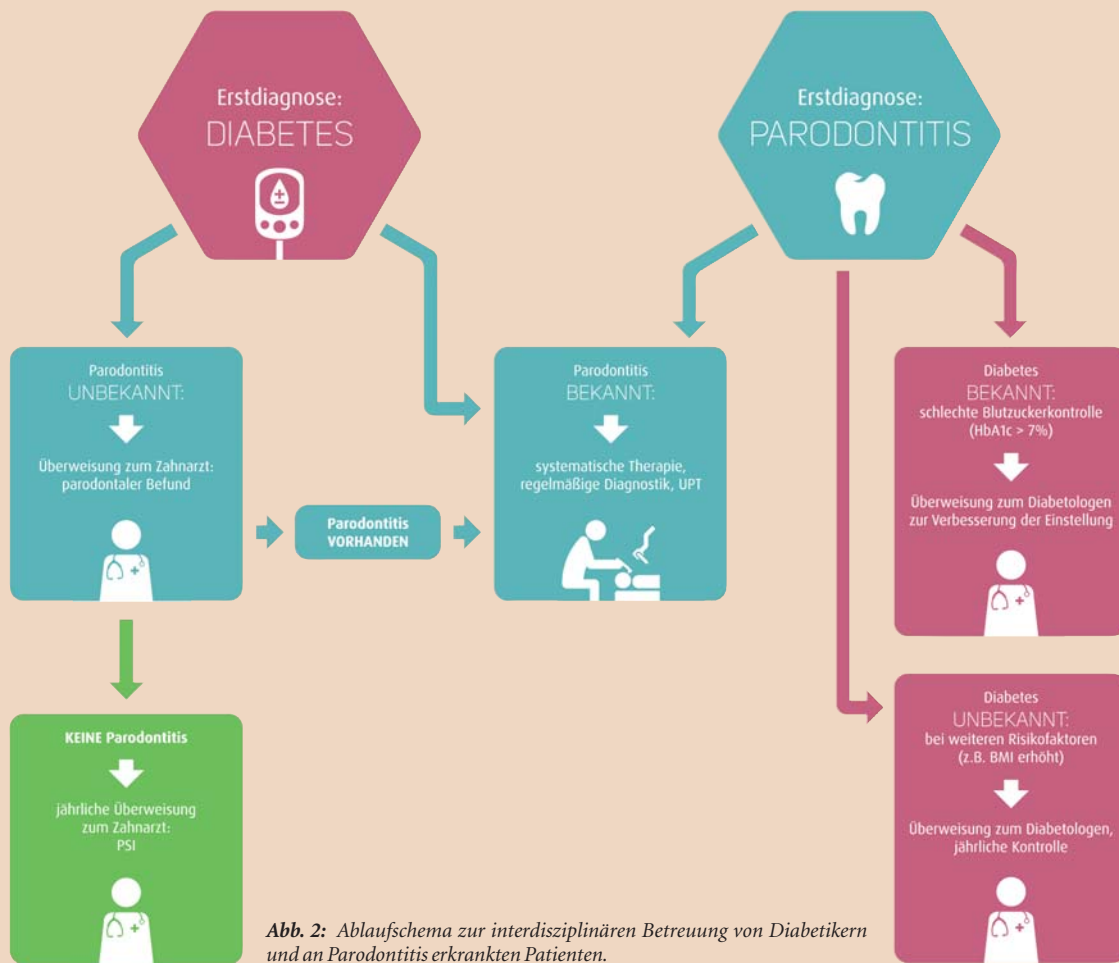 Erstdiagnose:
DIABETES
Erstdiagnose:
PARODONTITIS
Parodontitis
UNBEKANNT:
Überweisung zum Zahnarzt:
parodontaler Befund
Parodontitis
VORHANDEN
Parodontitis
BEKANNT:
systematische Therapie,
regelmäßige Diagnostik, UPT
Diabetes
BEKANNT:
schlechte Blutzuckerkontrolle
(HbA1c > 7%)
Überweisung zum Diabetologen
zur Verbesserung der Einstellung
KEINE Parodontitis
jährliche Überweisung
zum Zahnarzt:
PSI
Diabetes
UNBEKANNT:
bei weiteren Risikofaktoren
(z.B. BMI erhöht)
Überweisung zum Diabetologen,
jährliche Kontrolle
Abb. 2: Ablaufschema zur interdisziplinären Betreuung von Diabetikern
und an Parodontitis erkrankten Patienten.